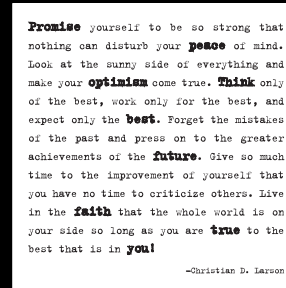 Promise yourself to be so strong that
nothing can disturb your peace of mind.
Look at the sunny side of everything and
make your optimism come true. Think only
of the best, work only for the best, and
expect only the best. Forget the mistakes
of the past and press on to the greater
achievements of the future. Give so much
time to the improvement of yourself that
you have no time to criticize others. Live
in the faith that the whole world is on
your side so long as you are true to the
best that is in you!
—Christian D. Larson